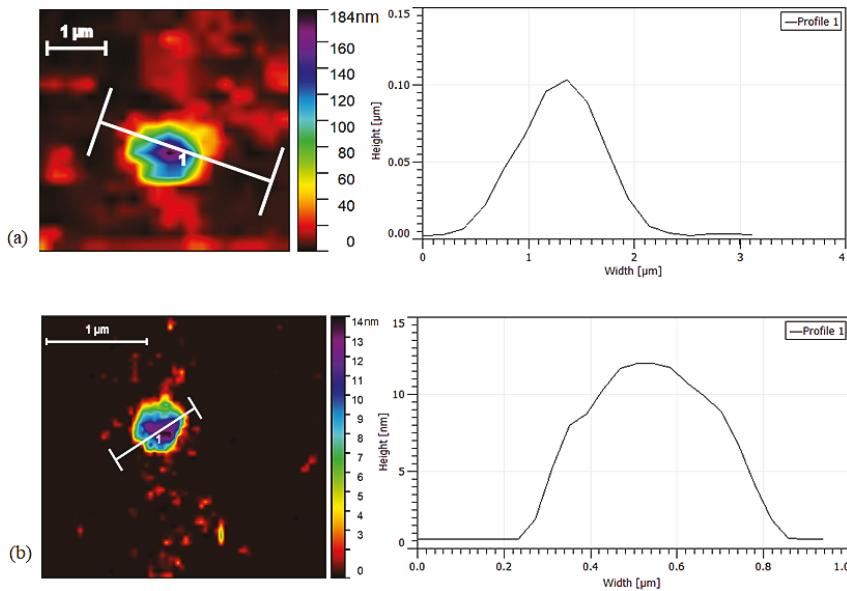 (a)
1 µm
1
184nm
160
140
120
100
80
60
40
20
0
0.15
0.10
0.05
0.00
Height [µm]
Profile 1
0 1 2 3 4
Width [µm]
(b)
1 µm
1
14nm
13
12
11
10
9
8
7
6
5
4
3
2
1
0
15
10
5
0
Height [nm]
Profile 1
0.0 0.2 0.4 0.6 0.8 1.0
Width [µm]